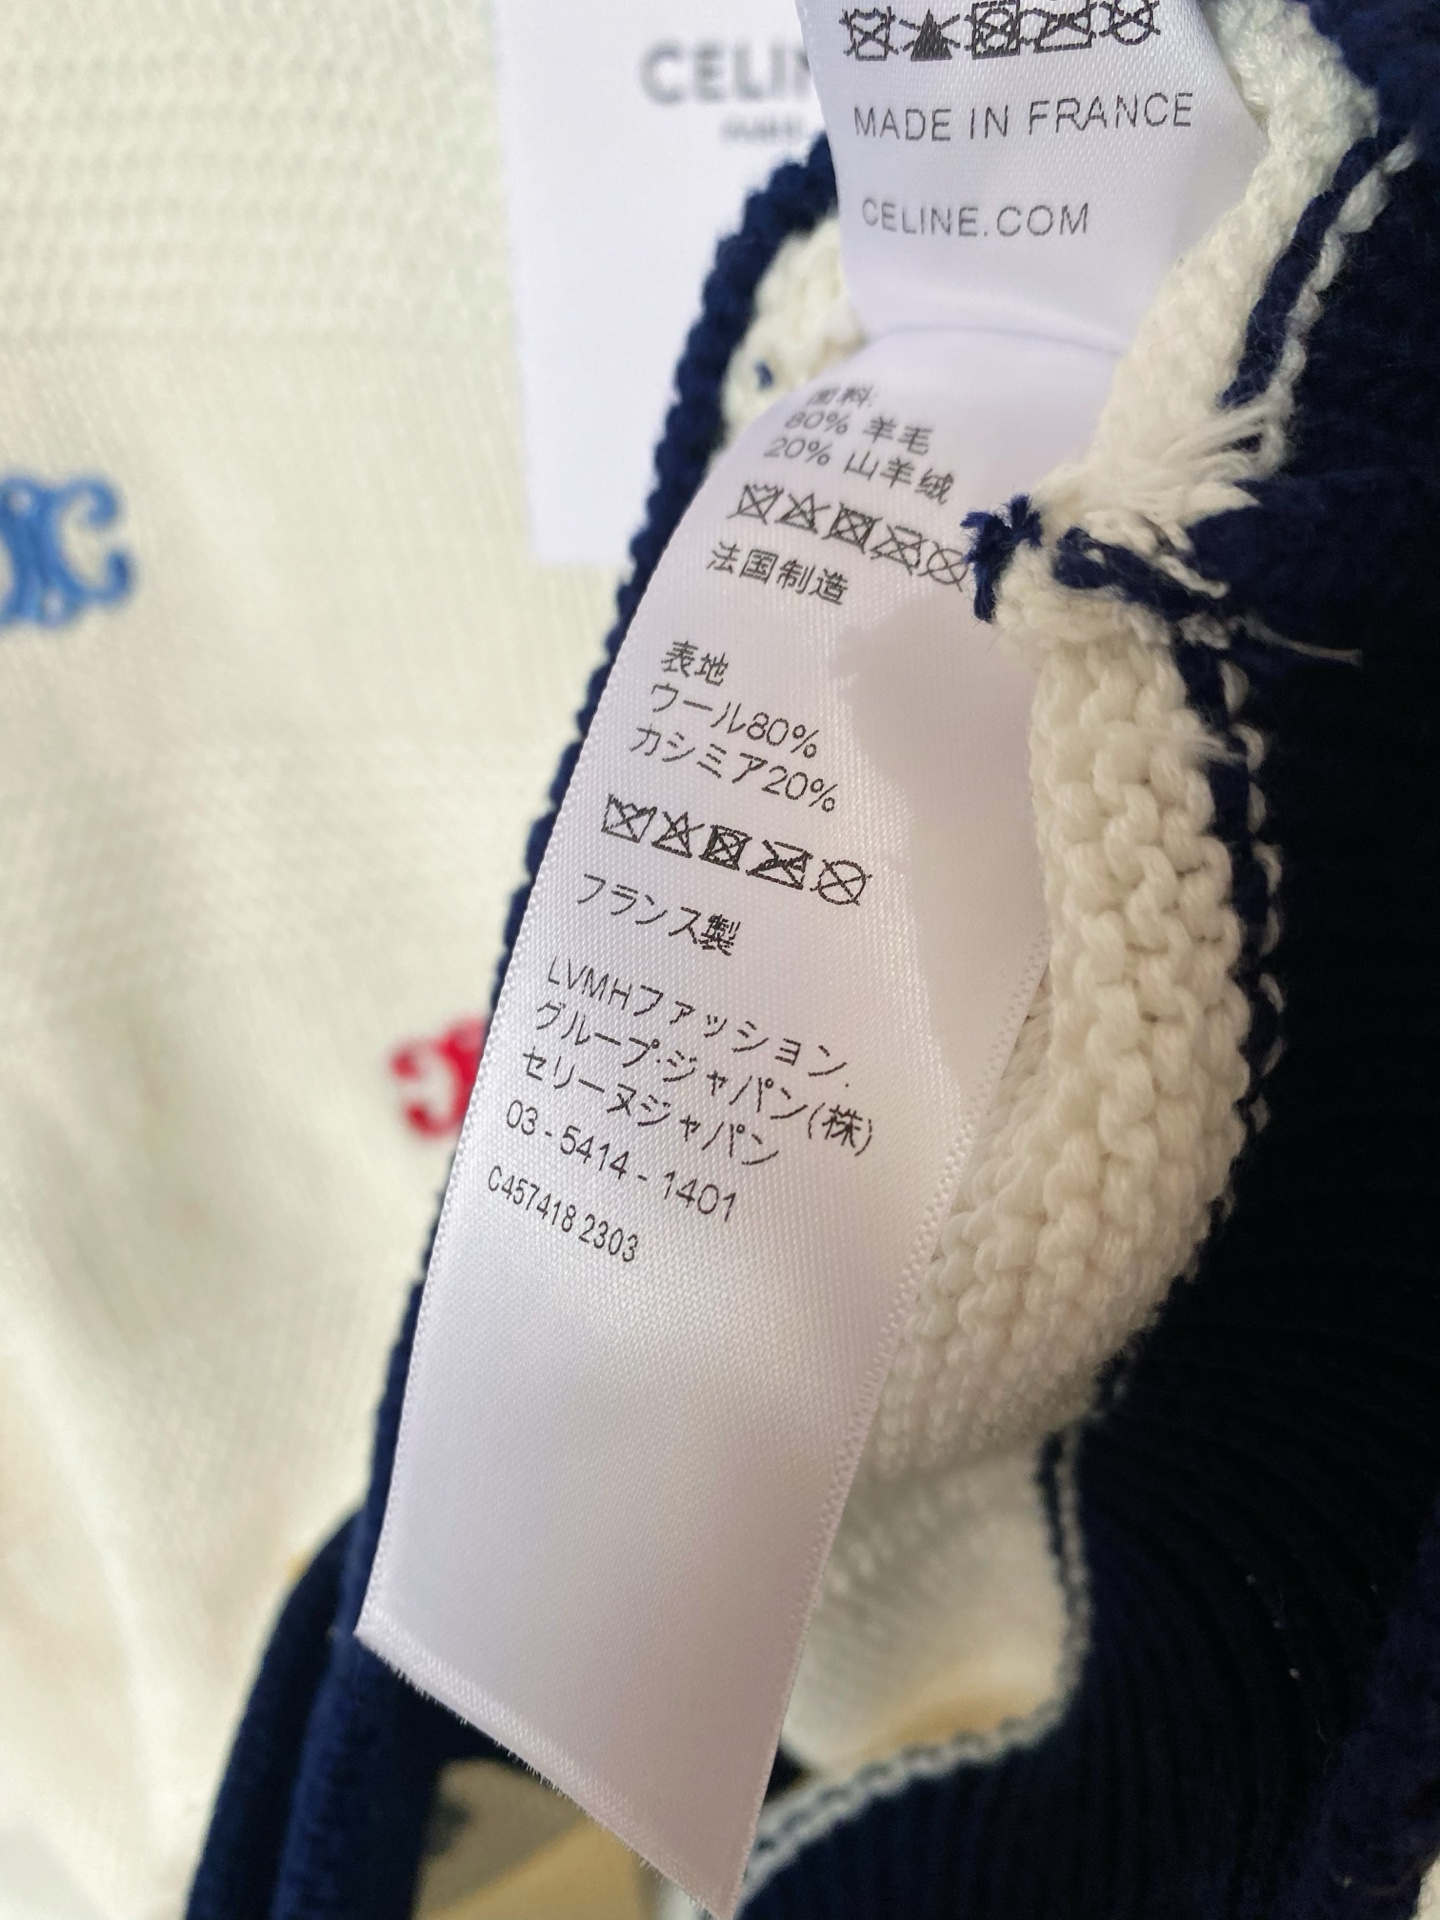 CELIN
MADE IN FRANCE
CELINE.COM
面料:
80% 羊毛
20% 山羊绒
法国制造
表地
ウール80%
カシミア20%
フランス製
LVMHファッション.
グループ･ジャパン(株)
セリーヌジャパン
03 - 5414 - 1401
C457418 2303